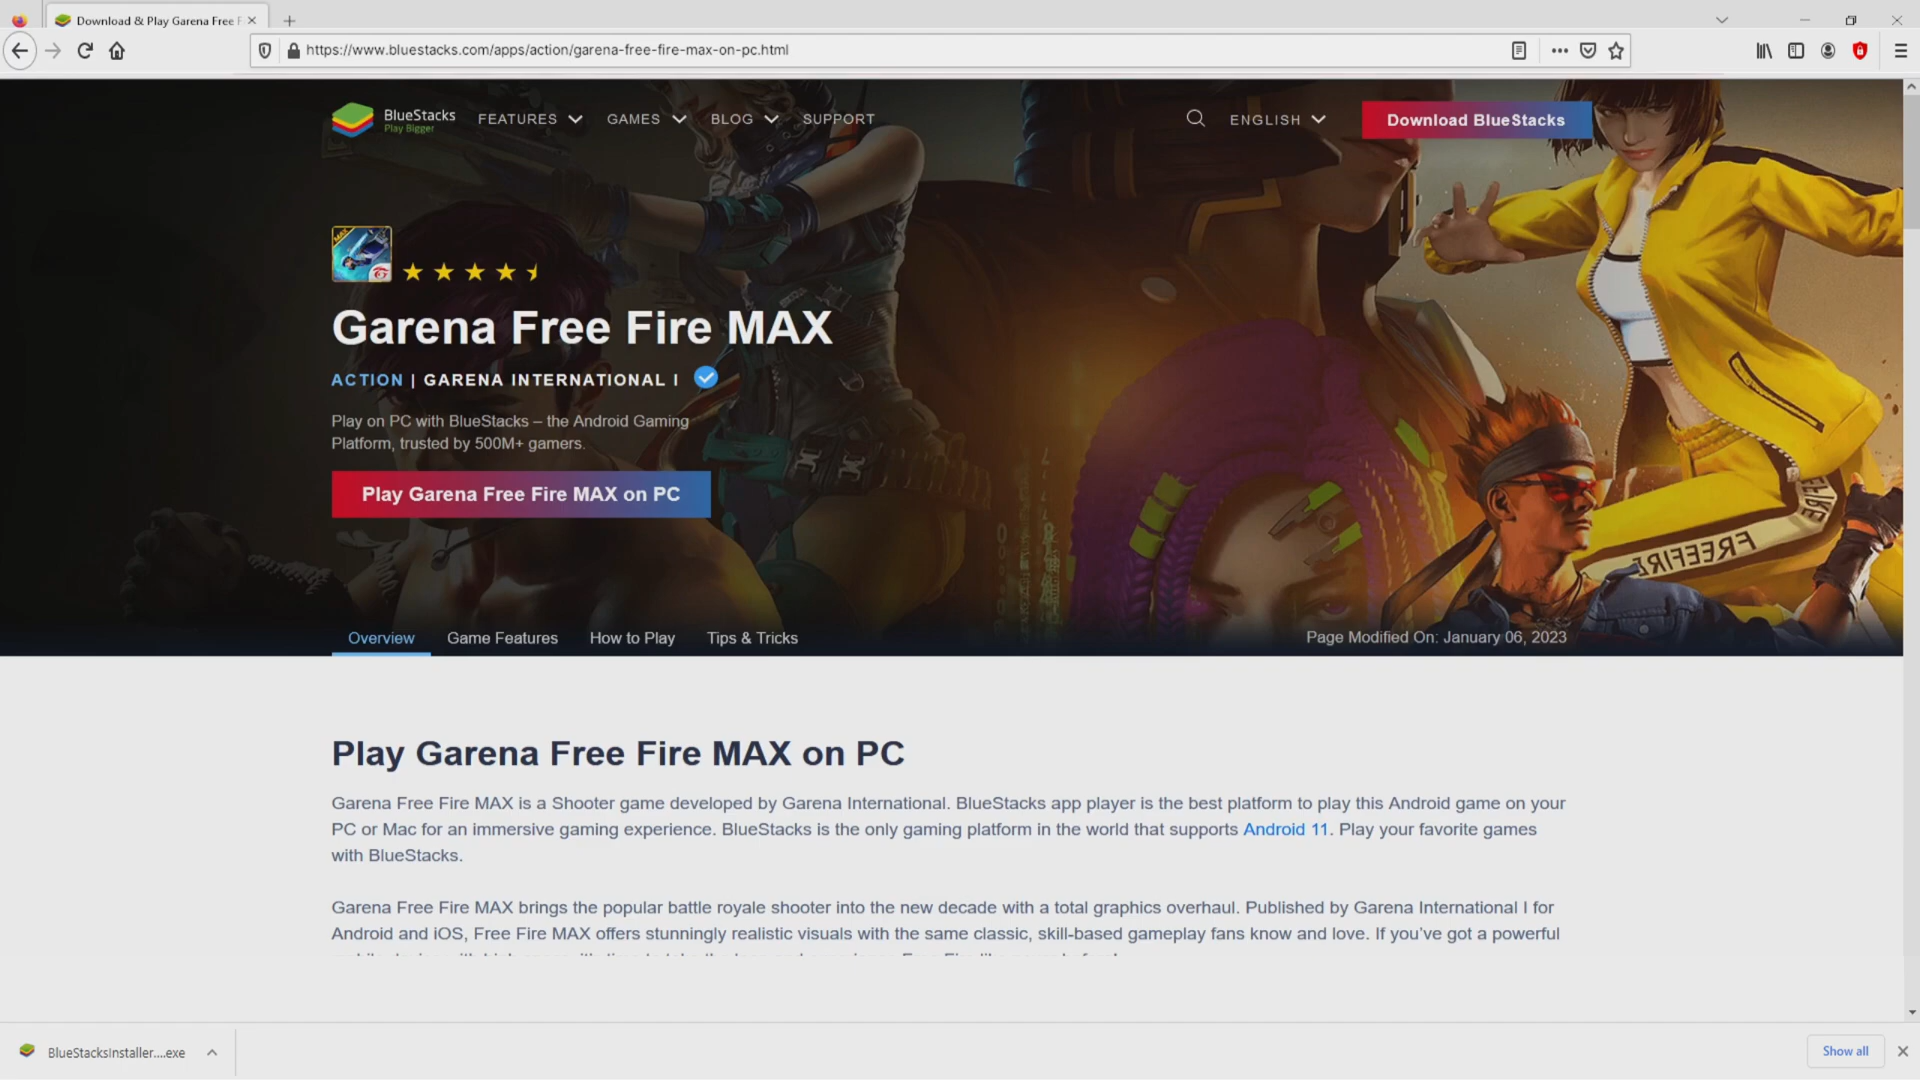 Download & Play Garena Free F
https://www.bluestacks.com/apps/action/garena-free-fire-max-on-pc.html
BlueStacks
Play Bigger
FEATURES
GAMES
BLOG
SUPPORT
ENGLISH
Download BlueStacks
MAX
Garena Free Fire MAX
ACTION | GARENA INTERNATIONAL I
Play on PC with BlueStacks – the Android Gaming
Platform, trusted by 500M+ gamers.
Play Garena Free Fire MAX on PC
FREEFIRE
Overview
Game Features
How to Play
Tips & Tricks
Page Modified On: January 06, 2023
Play Garena Free Fire MAX on PC
Garena Free Fire MAX is a Shooter game developed by Garena International. BlueStacks app player is the best platform to play this Android game on your
PC or Mac for an immersive gaming experience. BlueStacks is the only gaming platform in the world that supports Android 11. Play your favorite games
with BlueStacks.
Garena Free Fire MAX brings the popular battle royale shooter into the new decade with a total graphics overhaul. Published by Garena International I for
Android and iOS, Free Fire MAX offers stunningly realistic visuals with the same classic, skill-based gameplay fans know and love. If you've got a powerful
BlueStacksInstaller....exe
Show all